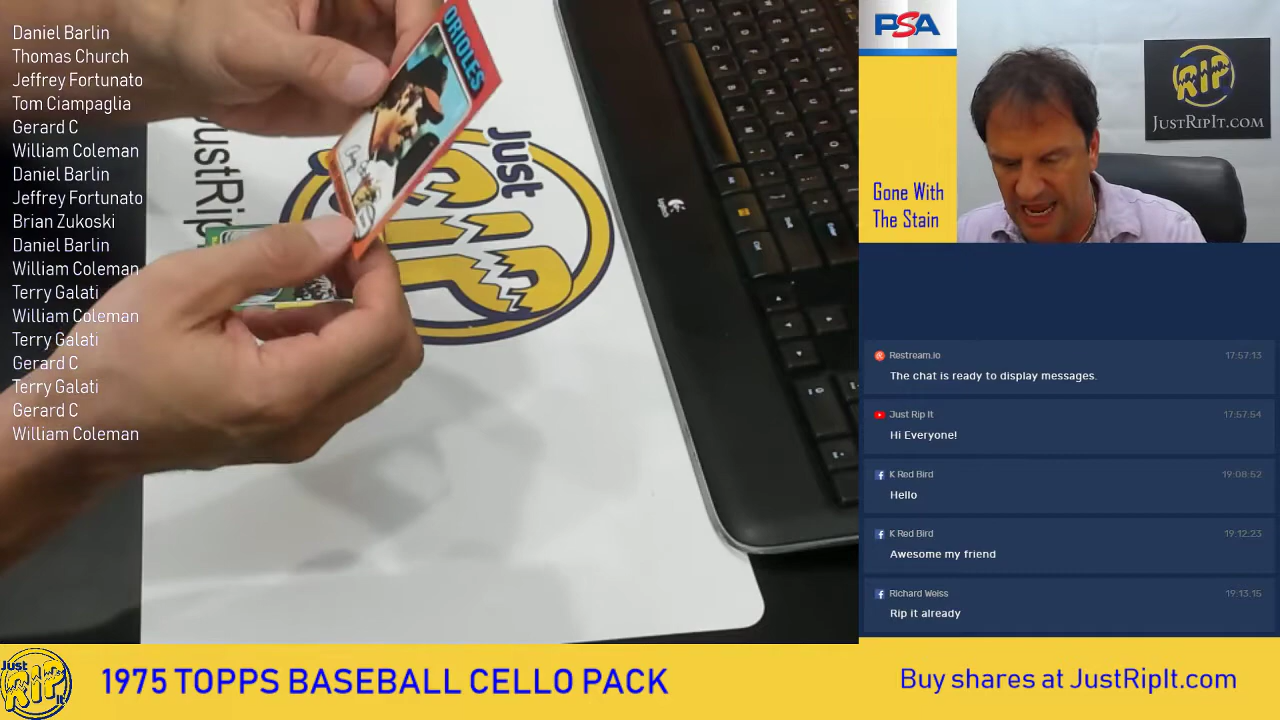 Daniel Barlin
Thomas Church
Jeffrey Fortunato
Tom Ciampaglia
Gerard C
William Coleman
Daniel Barlin
Jeffrey Fortunato
Brian Zukoski
Daniel Barlin
William Coleman
Terry Galati
William Coleman
Terry Galati
Gerard C
Terry Galati
Gerard C
William Coleman
ORIOLES
JustRip
Just
RIP
PSA
Gone With
The Stain
RIP
JUSTRIPIT.COM
Restream.io 17:57:13
The chat is ready to display messages.
Just Rip It 17:57:54
Hi Everyone!
K Red Bird 19:08:52
Hello
K Red Bird 19:12:23
Awesome my friend
Richard Weiss 19:13:15
Rip it already
Just
RIP
It
1975 TOPPS BASEBALL CELLO PACK
Buy shares at JustRipIt.com